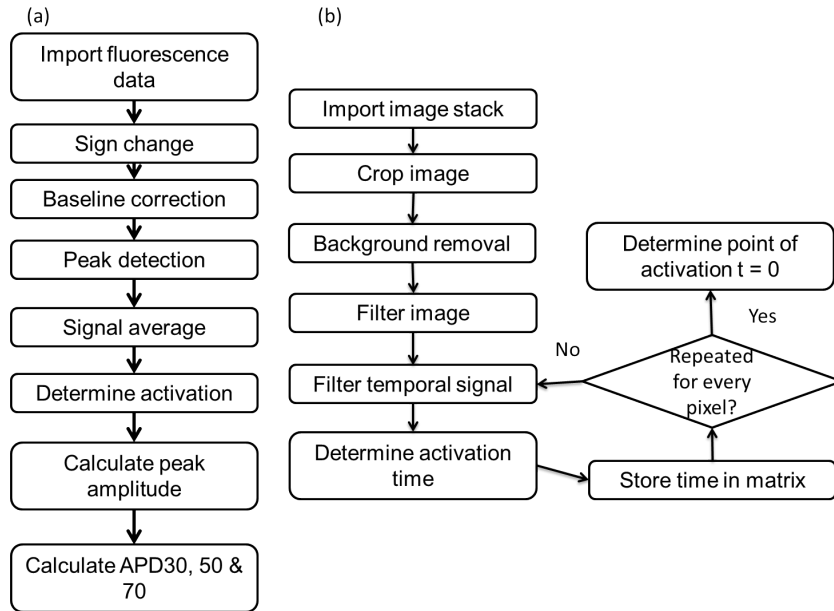 (a)
Import fluorescence
data
Sign change
Baseline correction
Peak detection
Signal average
Determine activation
Calculate peak
amplitude
Calculate APD30, 50 &
70
(b)
Import image stack
Crop image
Background removal
Filter image
Filter temporal signal
Determine activation
time
Store time in matrix
Repeated
for every
pixel?
No
Yes
Determine point of
activation t = 0